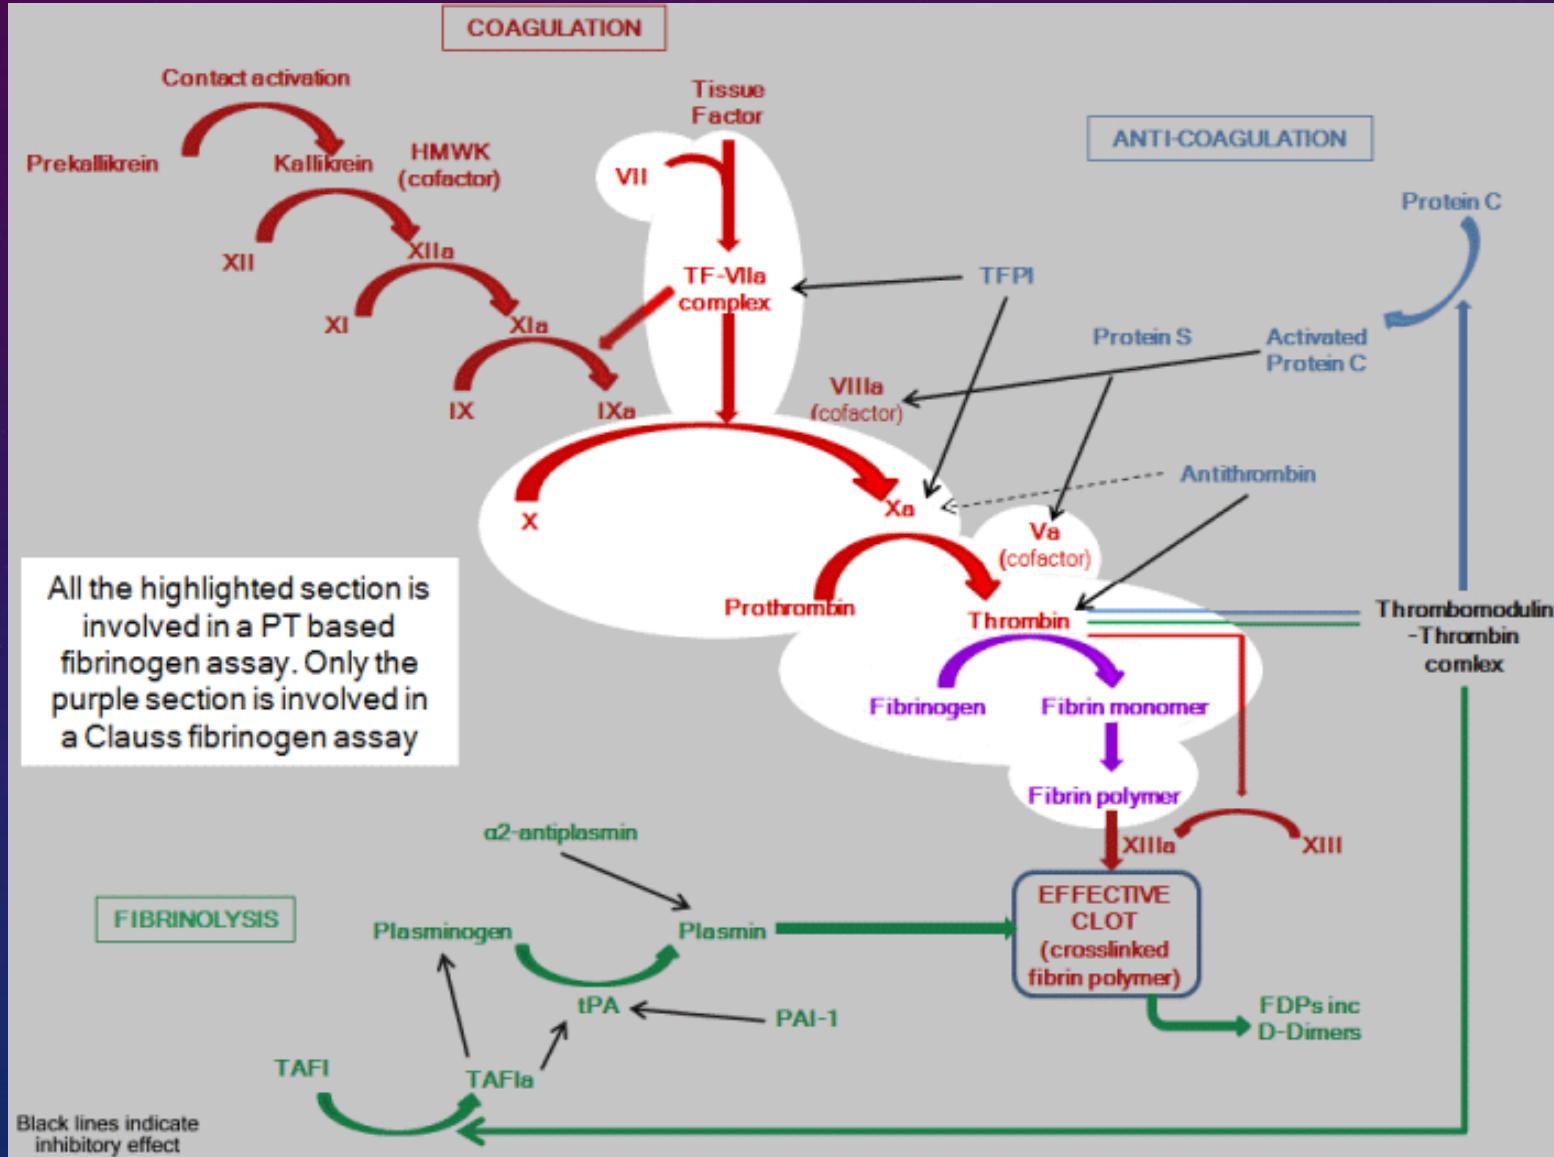 COAGULATION
Contact activation
Tissue
Factor
ANTI-COAGULATION
Prekallikrein
Kallikrein
HMWK
(cofactor)
VII
Protein C
XII
XIIa
TF-VIIa
complex
TFPI
XI
XIa
Protein S
Activated
Protein C
IX
IXa
VIIIa
(cofactor)
Antithrombin
X
Xa
Va
(cofactor)
All the highlighted section is
involved in a PT based
fibrinogen assay. Only the
purple section is involved in
a Clauss fibrinogen assay
Prothrombin
Thrombin
Thrombomodulin
-Thrombin
comlex
Fibrinogen
Fibrin monomer
Fibrin polymer
α2-antiplasmin
XIIIa
XIII
FIBRINOLYSIS
Plasminogen
Plasmin
EFFECTIVE
CLOT
(crosslinked
fibrin polymer)
tPA
PAI-1
FDPs inc
D-Dimers
TAFI
TAFIa
Black lines indicate
inhibitory effect